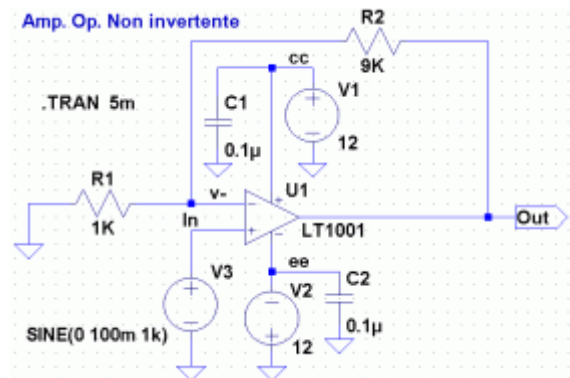 Amp. Op. Non invertente
R2
9K
cc
V1
12
.TRAN 5m
C1
0.1µ
R1
1K
v-
In
U1
LT1001
Out
ee
V3
SINE(0 100m 1k)
V2
12
C2
0.1µ